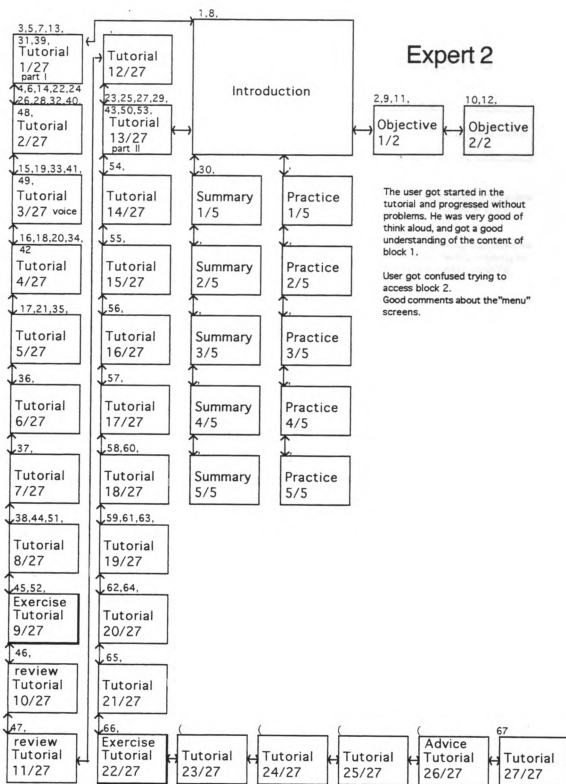 Expert 2
1,8,
Introduction
3,5,7,13,
31,39,
Tutorial
1/27
part I
4,6,14,22,24
26,28,32,40,
48,
Tutorial
2/27
15,19,33,41,
49,
Tutorial
3/27 voice
16,18,20,34,
42
Tutorial
4/27
17,21,35,
Tutorial
5/27
36,
Tutorial
6/27
37,
Tutorial
7/27
38,44,51,
Tutorial
8/27
45,52,
Exercise
Tutorial
9/27
46,
review
Tutorial
10/27
47,
review
Tutorial
11/27
Tutorial
12/27
23,25,27,29,
43,50,53,
Tutorial
13/27
part II
54,
Tutorial
14/27
55,
Tutorial
15/27
56,
Tutorial
16/27
57,
Tutorial
17/27
58,60,
Tutorial
18/27
59,61,63,
Tutorial
19/27
62,64,
Tutorial
20/27
65,
Tutorial
21/27
66,
Exercise
Tutorial
22/27
Tutorial
23/27
Tutorial
24/27
Tutorial
25/27
Advice
Tutorial
26/27
67
Tutorial
27/27
30,
Summary
1/5
Summary
2/5
Summary
3/5
Summary
4/5
Summary
5/5
Practice
1/5
Practice
2/5
Practice
3/5
Practice
4/5
Practice
5/5
2,9,11,
Objective
1/2
10,12,
Objective
2/2
The user got started in the
tutorial and progressed without
problems. He was very good of
think aloud, and got a good
understanding of the content of
block 1.
User got confused trying to
access block 2.
Good comments about the"menu"
screens.